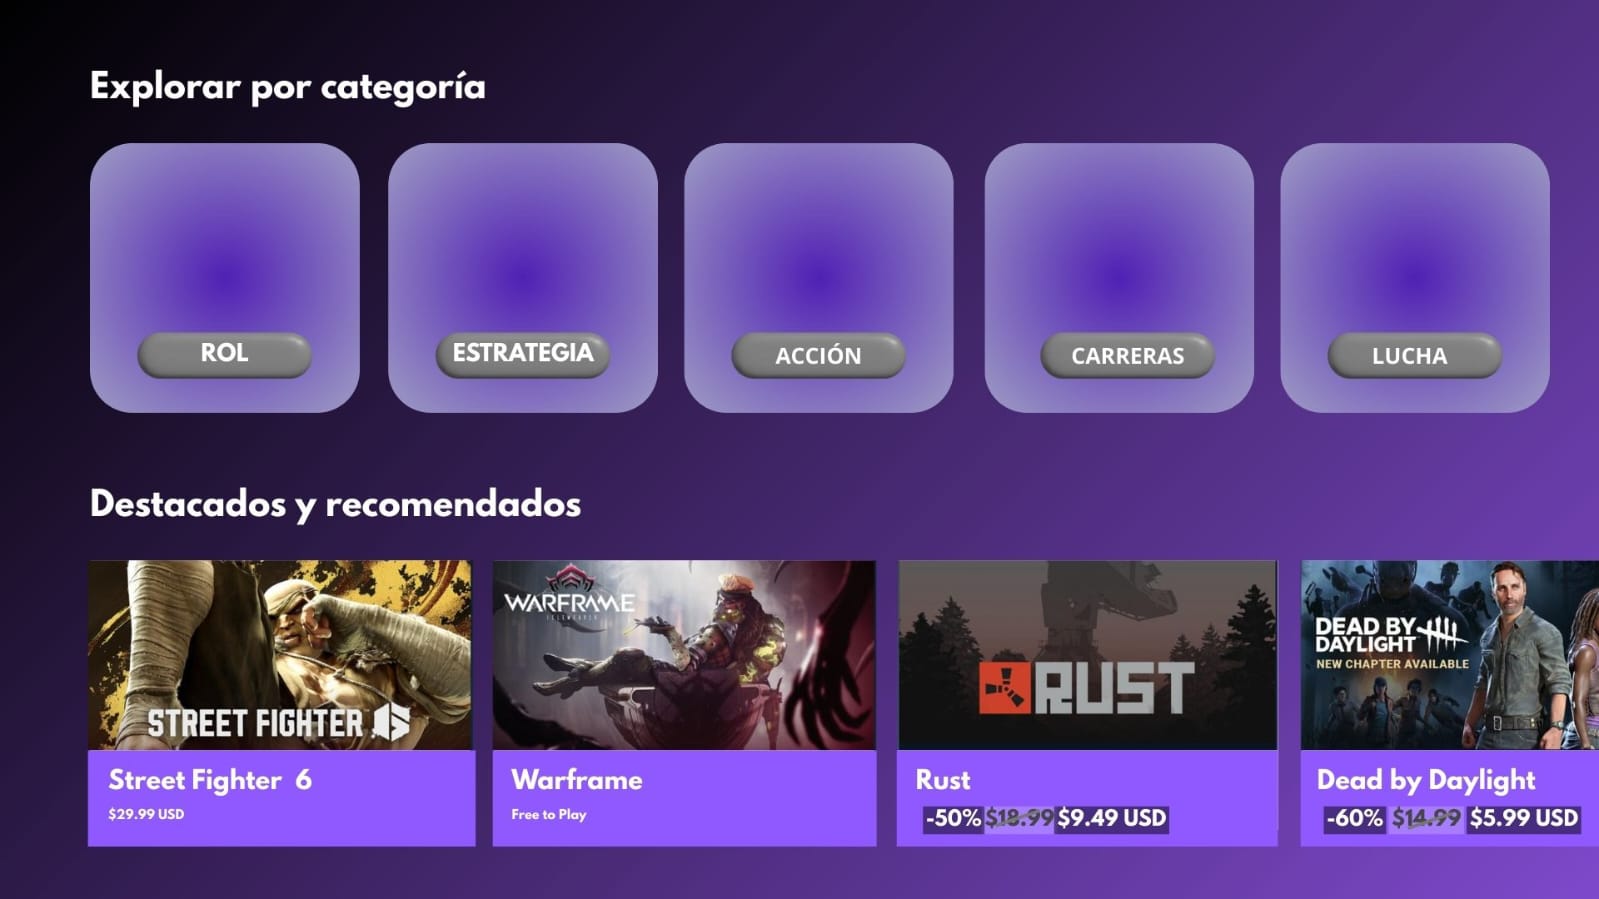 Explorar por categoría
ROL
ESTRATEGIA
ACCIÓN
CARRERAS
LUCHA
Destacados y recomendados
STREET FIGHTER 6
WARFRAME
RUST
DEAD BY
DAYLIGHT
NEW CHAPTER AVAILABLE
Street Fighter 6
$29.99 USD
Warframe
Free to Play
Rust
-50% $18.99 $9.49 USD
Dead by Daylight
-60% $14.99 $5.99 USD